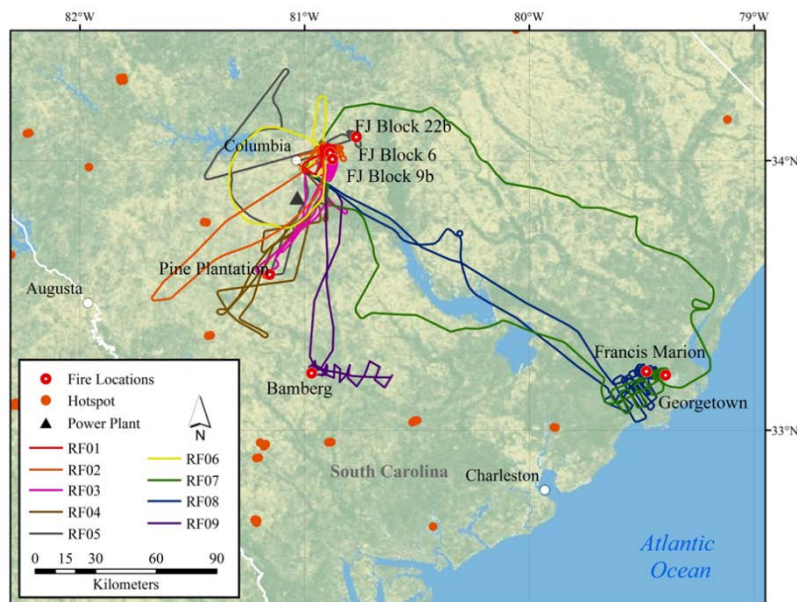 82°W 81°W 80°W 79°W
FJ Block 22b
Columbia
FJ Block 6
34°N 34°N
FJ Block 9b
Pine Plantation
Augusta
Francis Marion
Bamberg
Georgetown
33°N
South Carolina
Charleston
Atlantic
Ocean
Fire Locations
Hotspot
Power Plant
N
RF01 RF06
RF02 RF07
RF03 RF08
RF04 RF09
RF05
0 15 30 60 90
Kilometers